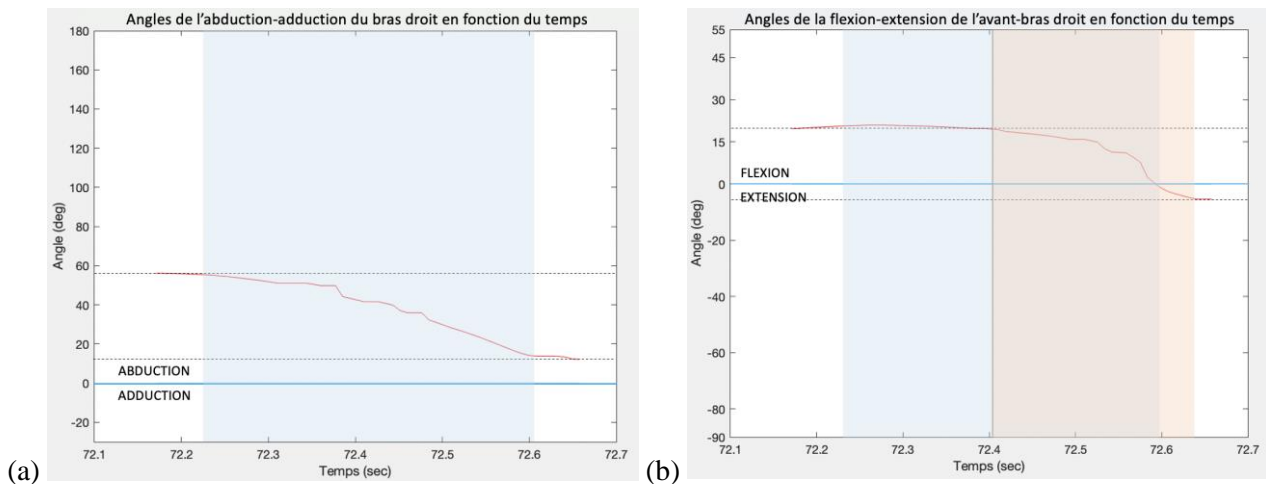 Angles de l'abduction-adduction du bras droit en fonction du temps
180
160
140
120
100
80
60
40
20
0
-20
Angle (deg)
ABDUCTION
ADDUCTION
72.1 72.2 72.3 72.4 72.5 72.6 72.7
Temps (sec)
(a)
Angles de la flexion-extension de l'avant-bras droit en fonction du temps
55
45
30
15
0
-20
-40
-60
-80
-90
Angle (deg)
FLEXION
EXTENSION
72.1 72.2 72.3 72.4 72.5 72.6 72.7
Temps (sec)
(b)